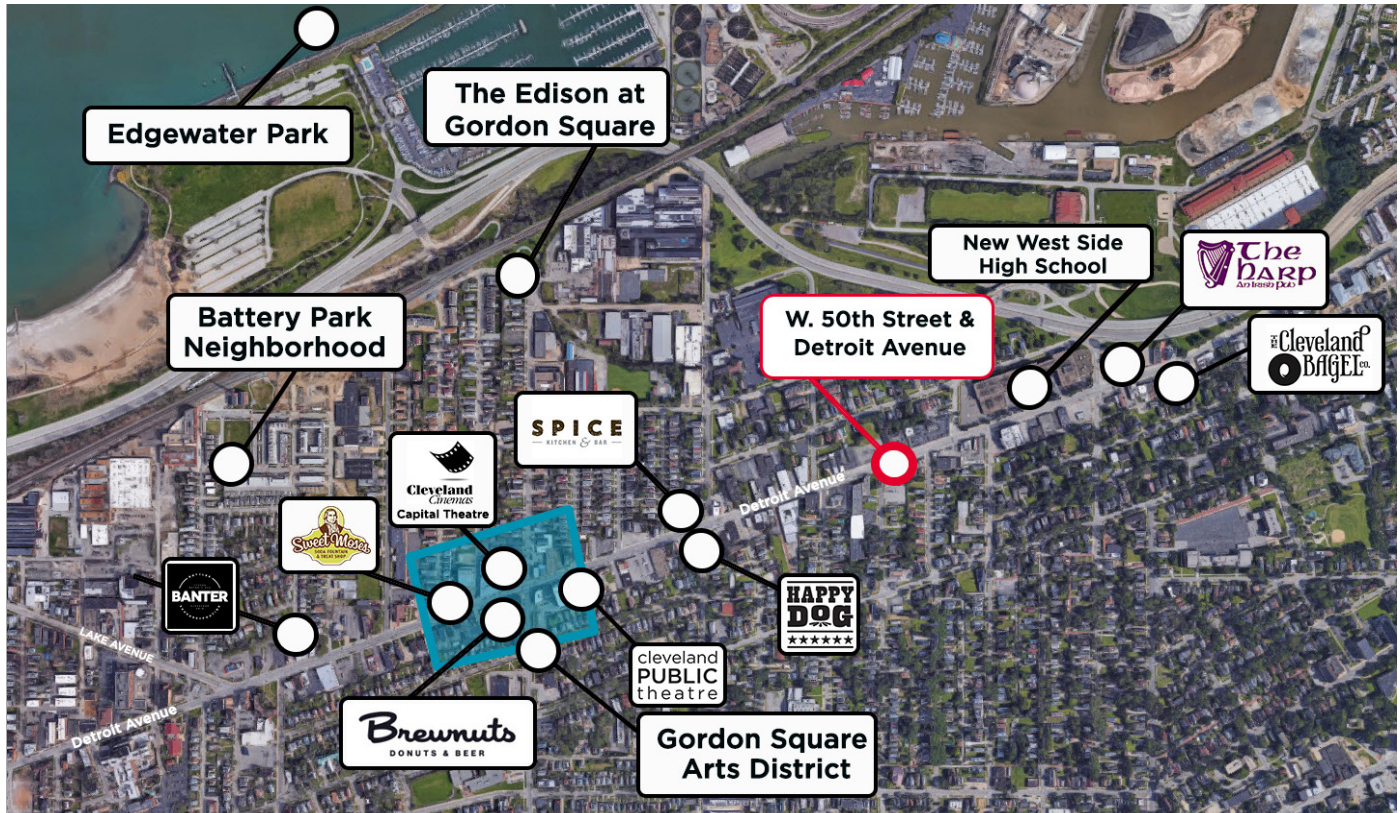 Edgewater Park
The Edison at
Gordon Square
New West Side
High School
The Harp
An Irish Pub
Battery Park
Neighborhood
W. 50th Street &
Detroit Avenue
THE Cleveland
BAGEL co.
SPICE
KITCHEN & BAR
Cleveland
Cinemas
Capital Theatre
Detroit Avenue
Sweet Moses
SODA FOUNTAIN
& TREAT SHOP
BANTER
HAPPY
DOG
LAKE AVENUE
cleveland
PUBLIC
theatre
Detroit Avenue
Brewnuts
DONUTS & BEER
Gordon Square
Arts District